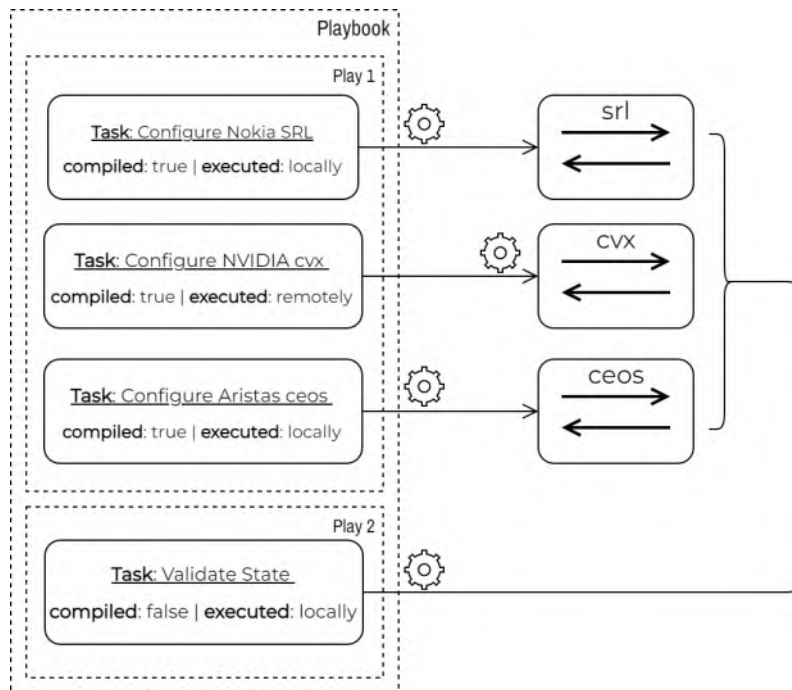 Playbook
Play 1
Task: Configure Nokia SRL
compiled: true | executed: locally
srl
Task: Configure NVIDIA cvx
compiled: true | executed: remotely
cvx
Task: Configure Aristas ceos
compiled: true | executed: locally
ceos
Play 2
Task: Validate State
compiled: false | executed: locally